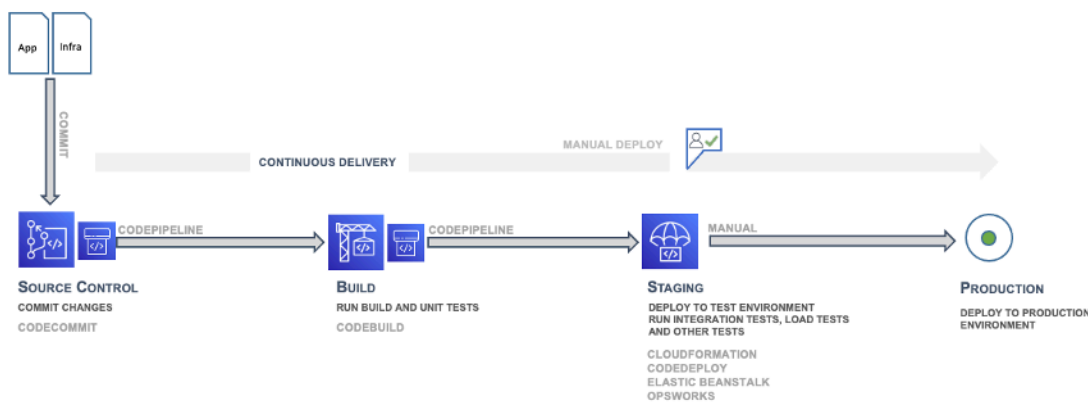 App Infra
COMMIT
MANUAL DEPLOY
CONTINUOUS DELIVERY
CODEPIPELINE
CODEPIPELINE
MANUAL
SOURCE CONTROL
COMMIT CHANGES
CODECOMMIT
BUILD
RUN BUILD AND UNIT TESTS
CODEBUILD
STAGING
DEPLOY TO TEST ENVIRONMENT
RUN INTEGRATION TESTS, LOAD TESTS
AND OTHER TESTS
CLOUDFORMATION
CODEDEPLOY
ELASTIC BEANSTALK
OPSWORKS
PRODUCTION
DEPLOY TO PRODUCTION
ENVIRONMENT